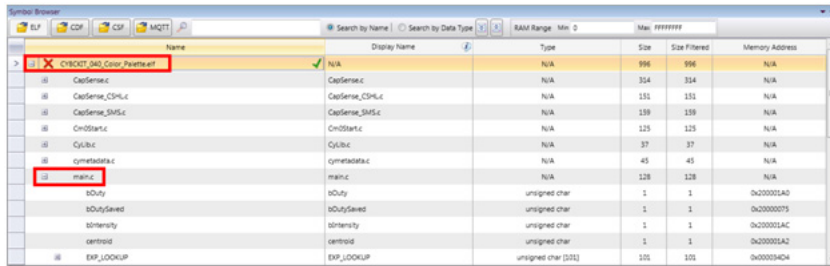 Symbol Browser
ELF CDF CSF MQTT Search by Name Search by Data Type RAM Range Min 0 Max FFFFFFFF
Name Display Name Type Size Size Filtered Memory Address
CYBCKIT_040_Color_Palette.elf N/A N/A 996 996 N/A
CapSense.c CapSense.c N/A 314 314 N/A
CapSense_CSHL.c CapSense_CSHL.c N/A 151 151 N/A
CapSense_SMS.c CapSense_SMS.c N/A 159 159 N/A
Cm0Start.c Cm0Start.c N/A 125 125 N/A
CyLib.c CyLib.c N/A 37 37 N/A
cymetadata.c cymetadata.c N/A 45 45 N/A
main.c main.c N/A 128 128 N/A
bDuty bDuty unsigned char 1 1 0x200001A0
bDutySaved bDutySaved unsigned char 1 1 0x20000075
bIntensity bIntensity unsigned char 1 1 0x200001AC
centroid centroid unsigned char 1 1 0x200001A2
EXP_LOOKUP EXP_LOOKUP unsigned char [101] 101 101 0x000034D4